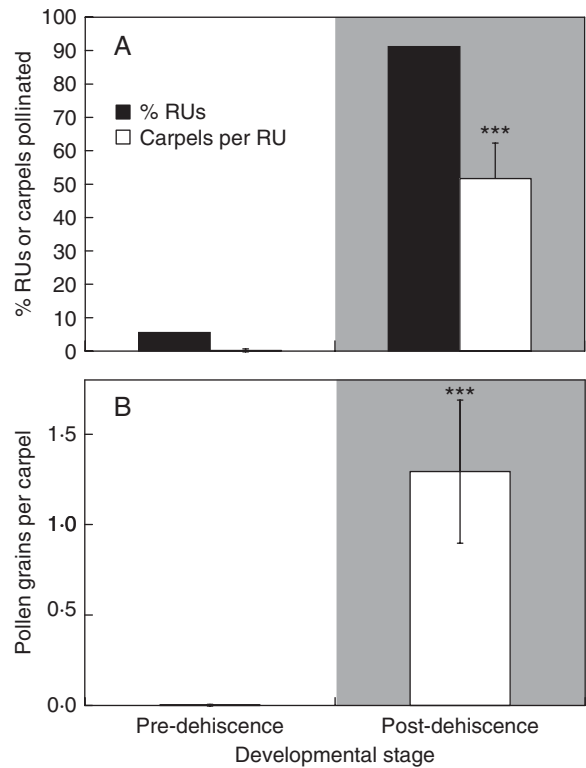 A
% RUs
Carpels per RU
***
100
90
80
70
60
50
40
30
20
10
0
% RUs or carpels pollinated
B
***
1·5
1·0
0·5
0·0
Pollen grains per carpel
Pre-dehiscence Post-dehiscence
Developmental stage